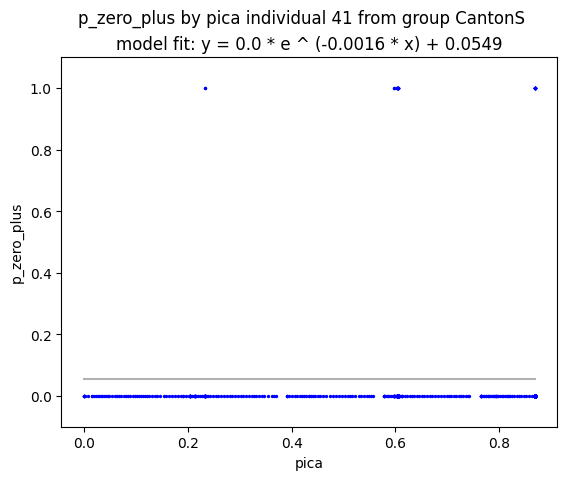 p_zero_plus by pica individual 41 from group CantonS
model fit: y = 0.0 * e ^ (-0.0016 * x) + 0.0549
1.0
0.8
0.6
0.4
0.2
0.0
p_zero_plus
0.0 0.2 0.4 0.6 0.8
pica